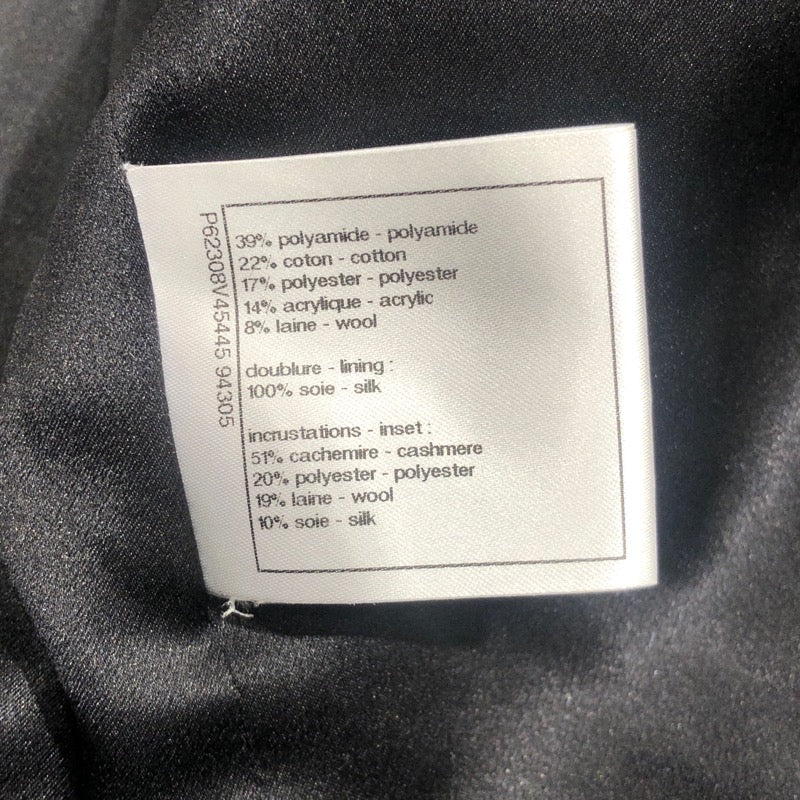 P62308V45445 94305
39% polyamide - polyamide
22% coton - cotton
17% polyester - polyester
14% acrylique - acrylic
8% laine - wool
doublure - lining :
100% soie - silk
incrustations - inset :
51% cachemire - cashmere
20% polyester - polyester
19% laine - wool
10% soie - silk